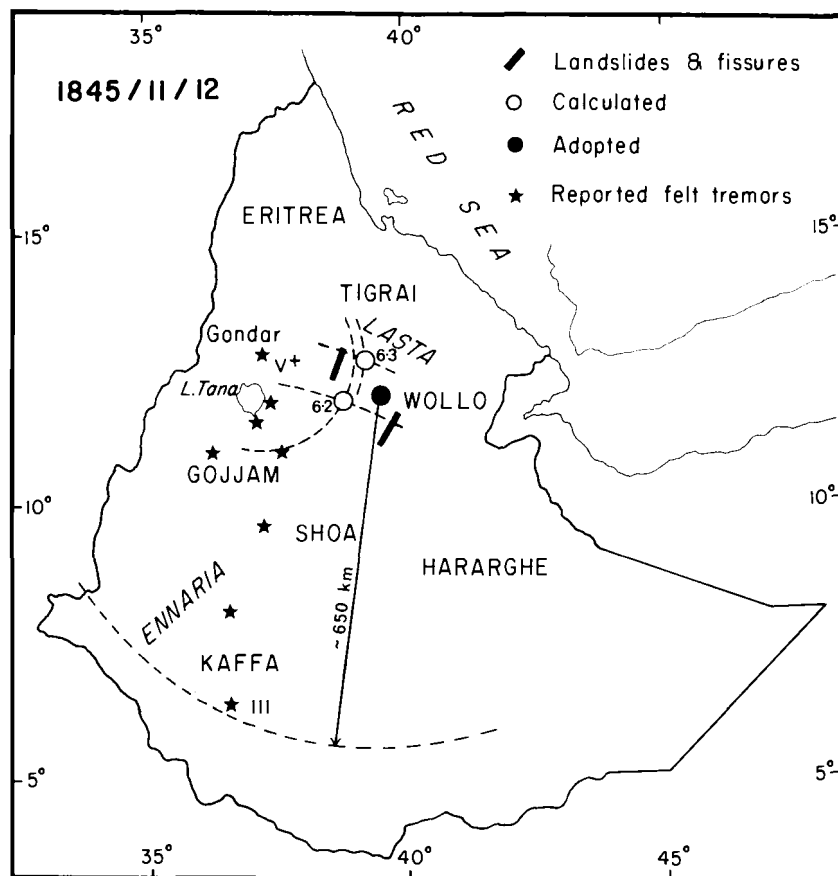 35°
40°
1845/11/12
Landslides & fissures
Calculated
Adopted
Reported felt tremors
RED SEA
15°
15°
ERITREA
TIGRAI
LASTA
Gondar
V+
6·3
L.Tana
6·2
WOLLO
GOJJAM
10°
10°
SHOA
HARARGHE
ENNARIA
~650 km
KAFFA
III
5°
5°
35°
40°
45°